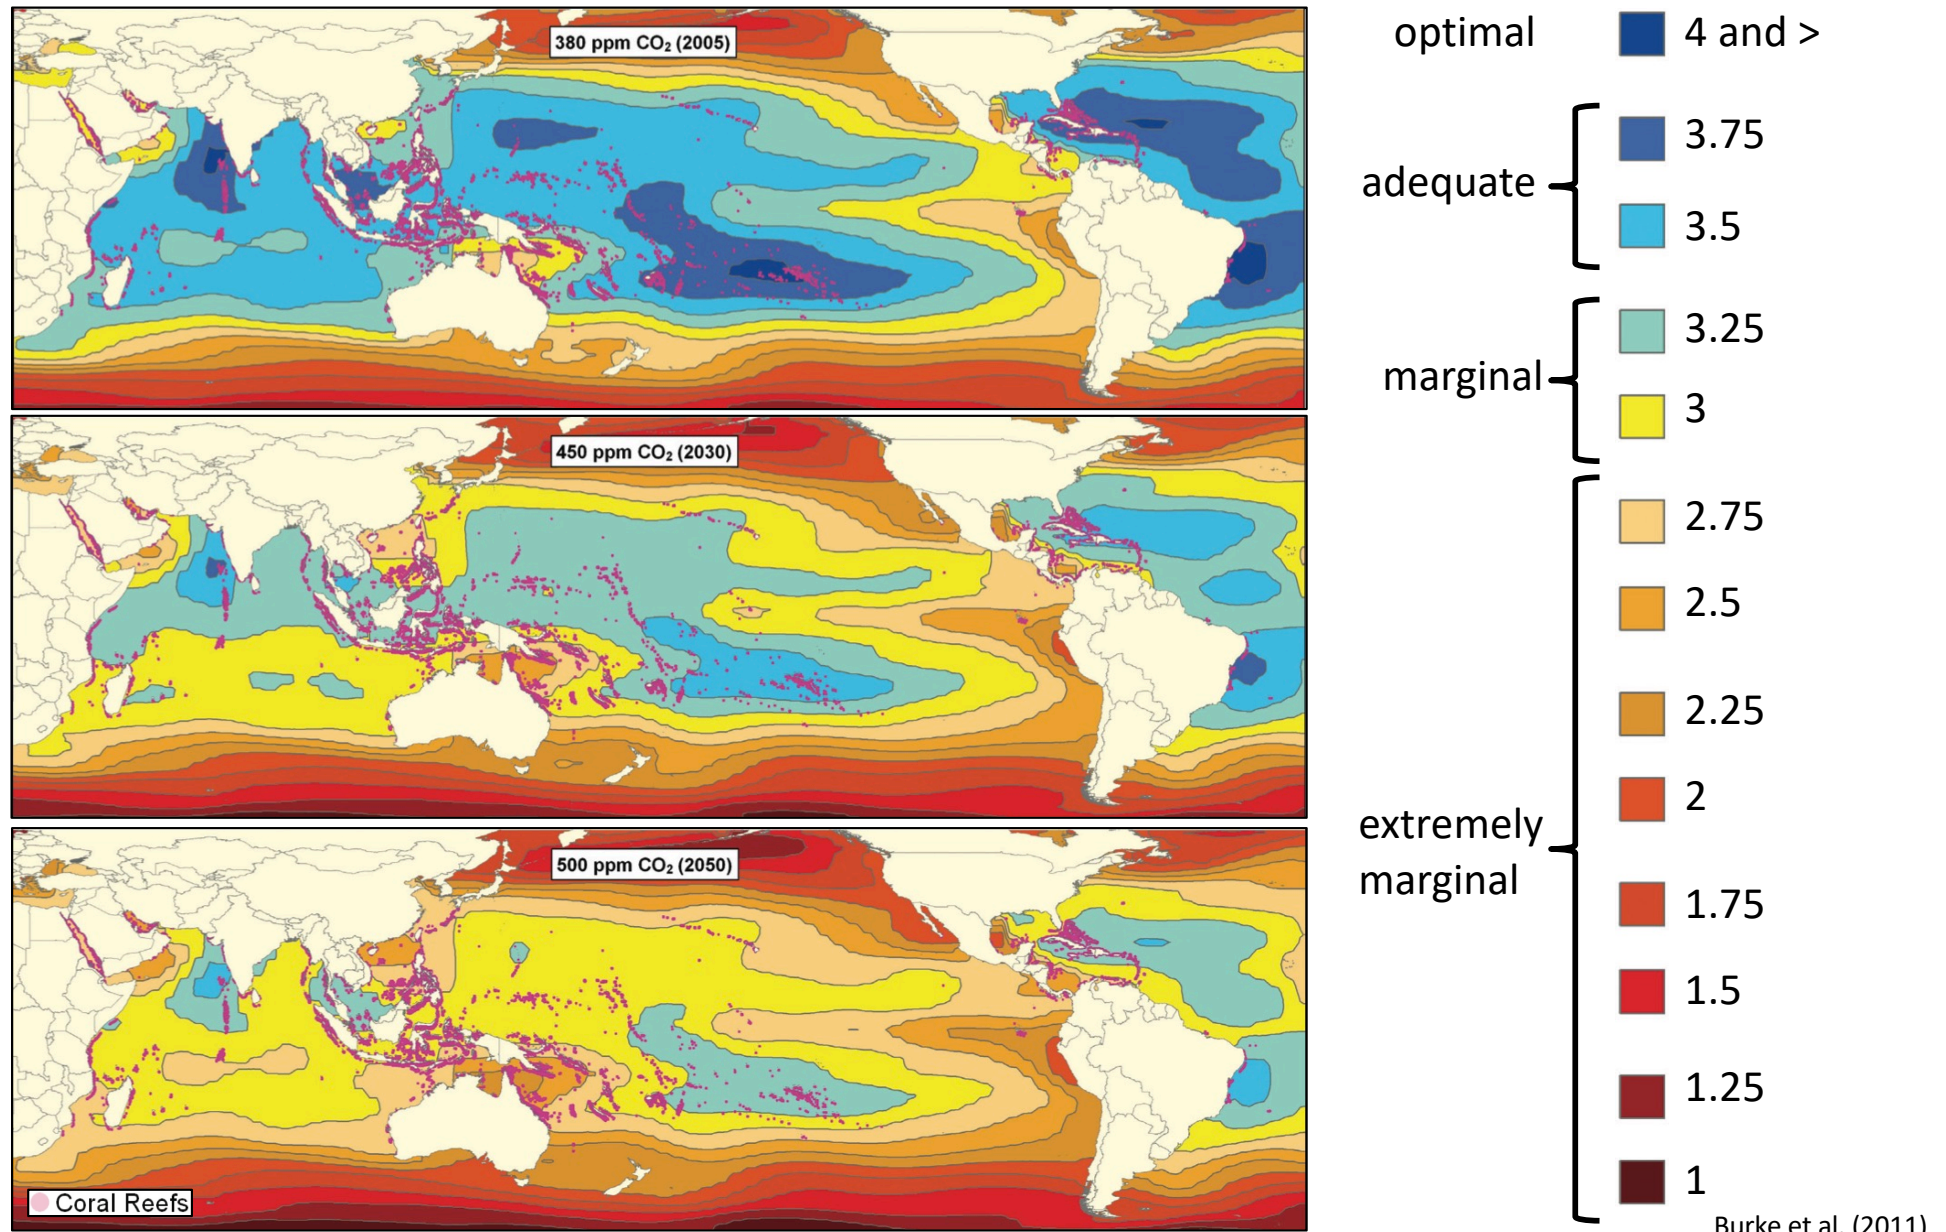 380 ppm CO₂ (2005)
450 ppm CO₂ (2030)
500 ppm CO₂ (2050)
Coral Reefs
optimal
4 and >
adequate
3.75
3.5
marginal
3.25
3
extremely
marginal
2.75
2.5
2.25
2
1.75
1.5
1.25
1
Burke et al. (2011)